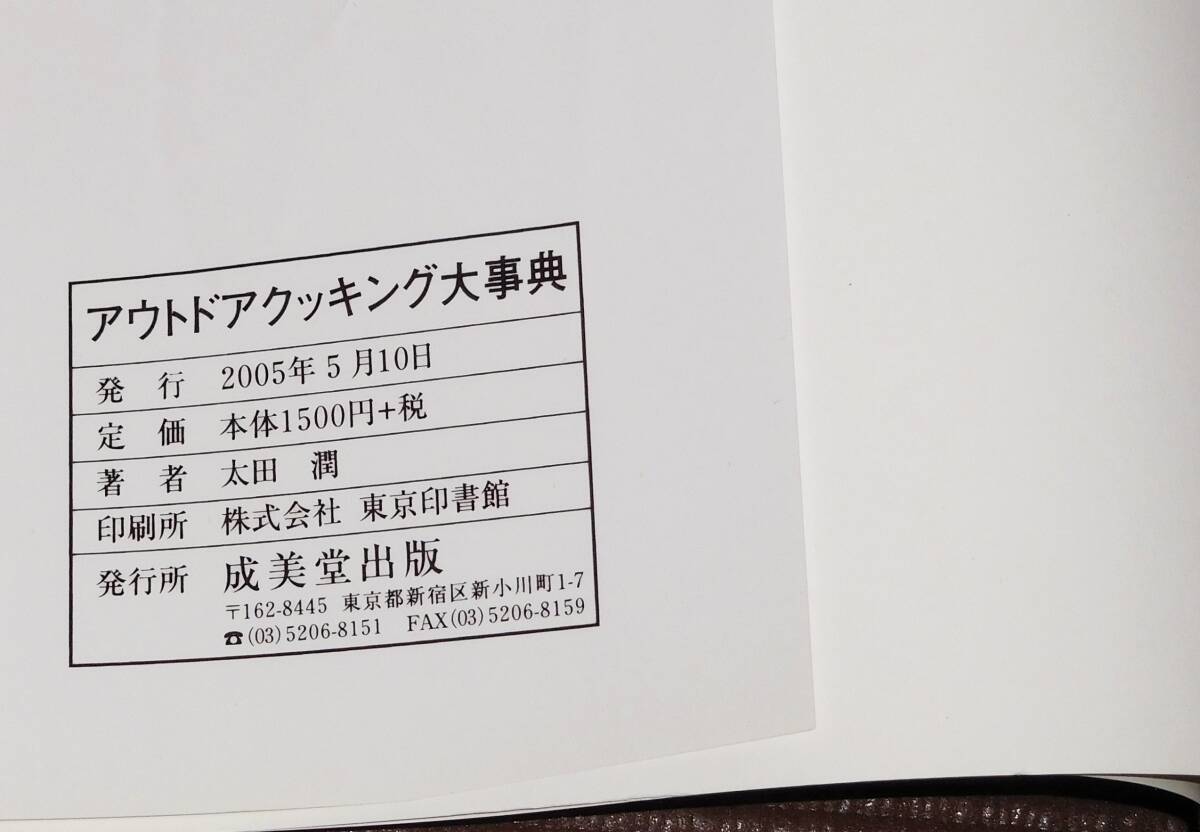 アウトドアクッキング大事典
発 行 2005年5月10日
定 価 本体1500円+税
著 者 太田 潤
印刷所 株式会社 東京印書館
発行所 成美堂出版
〒162-8445 東京都新宿区新小川町1-7
☎(03)5206-8151 FAX(03)5206-8159